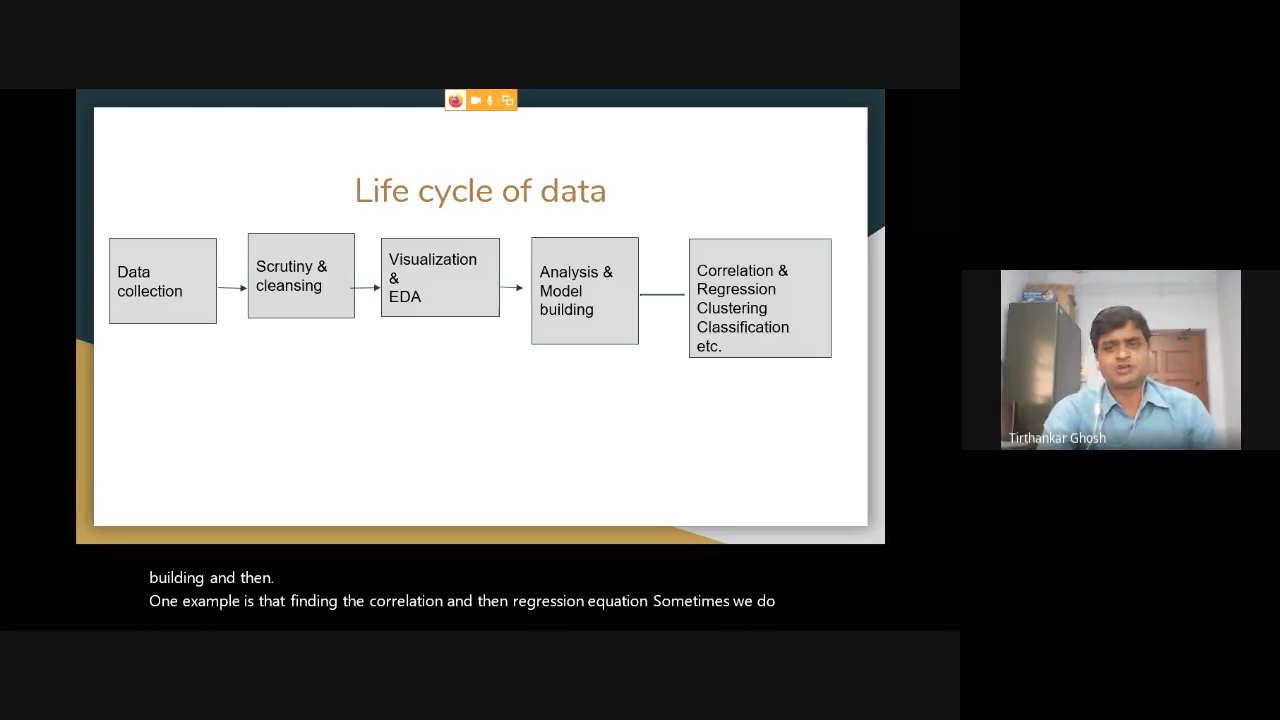 Life cycle of data
Data
collection
Scrutiny &
cleansing
Visualization
&
EDA
Analysis &
Model
building
Correlation &
Regression
Clustering
Classification
etc.
Tirthankar Ghosh
building and then.
One example is that finding the correlation and then regression equation Sometimes we do